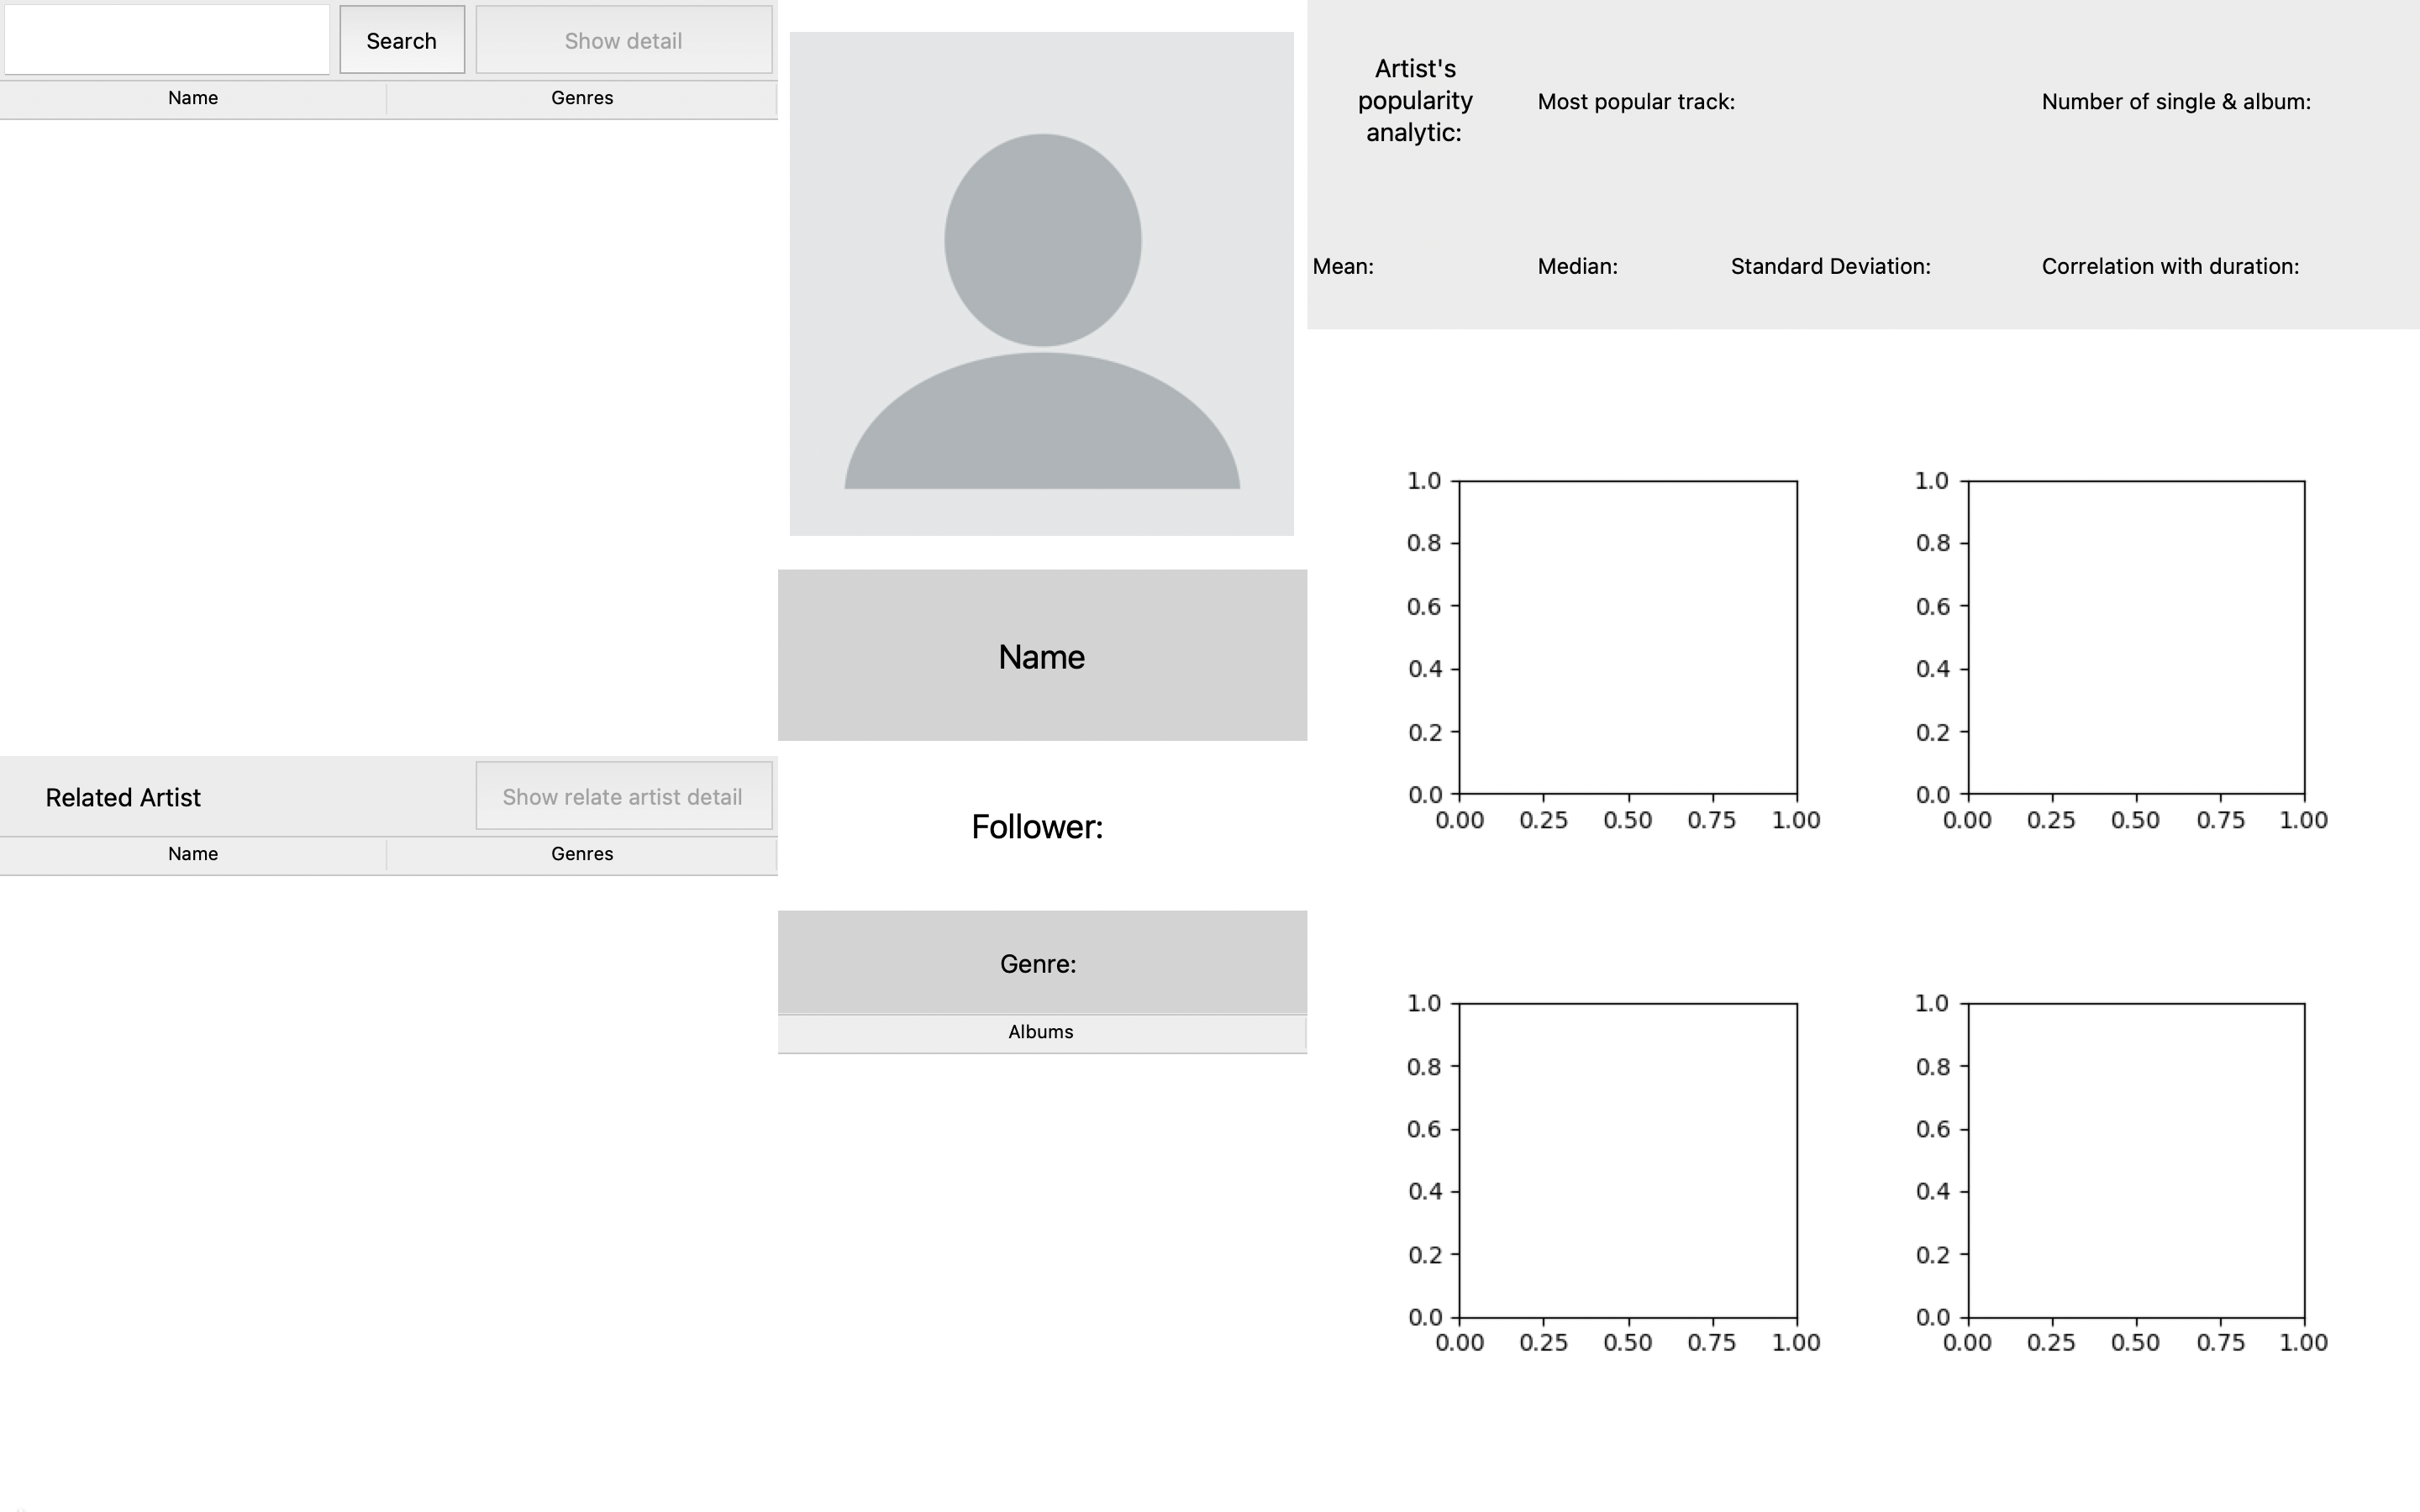 Search
Show detail
Name
Genres
Related Artist
Show relate artist detail
Name
Genres
Name
Follower:
Genre:
Albums
Artist's
popularity
analytic:
Most popular track:
Number of single & album:
Mean:
Median:
Standard Deviation:
Correlation with duration:
1.0
0.8
0.6
0.4
0.2
0.0
0.00 0.25 0.50 0.75 1.00
1.0
0.8
0.6
0.4
0.2
0.0
0.00 0.25 0.50 0.75 1.00
1.0
0.8
0.6
0.4
0.2
0.0
0.00 0.25 0.50 0.75 1.00
1.0
0.8
0.6
0.4
0.2
0.0
0.00 0.25 0.50 0.75 1.00